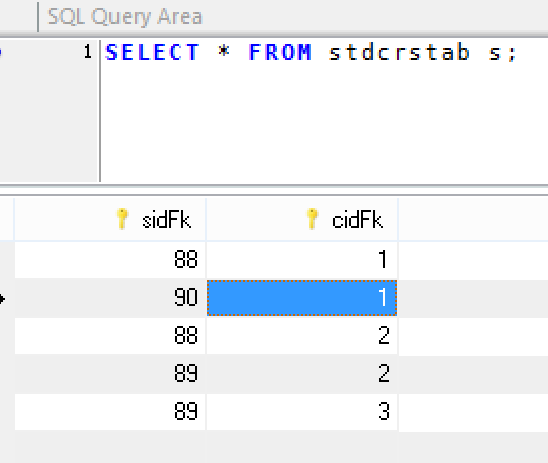 SQL Query Area
1 SELECT * FROM stdcrstab s;
sidFk cidFk
88 1
90 1
88 2
89 2
89 3